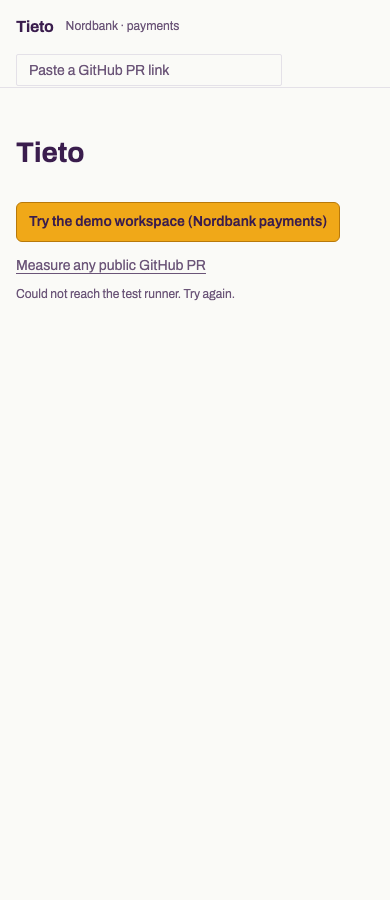 Tieto Nordbank · payments
Paste a GitHub PR link
Tieto
Try the demo workspace (Nordbank payments)
Measure any public GitHub PR
Could not reach the test runner. Try again.